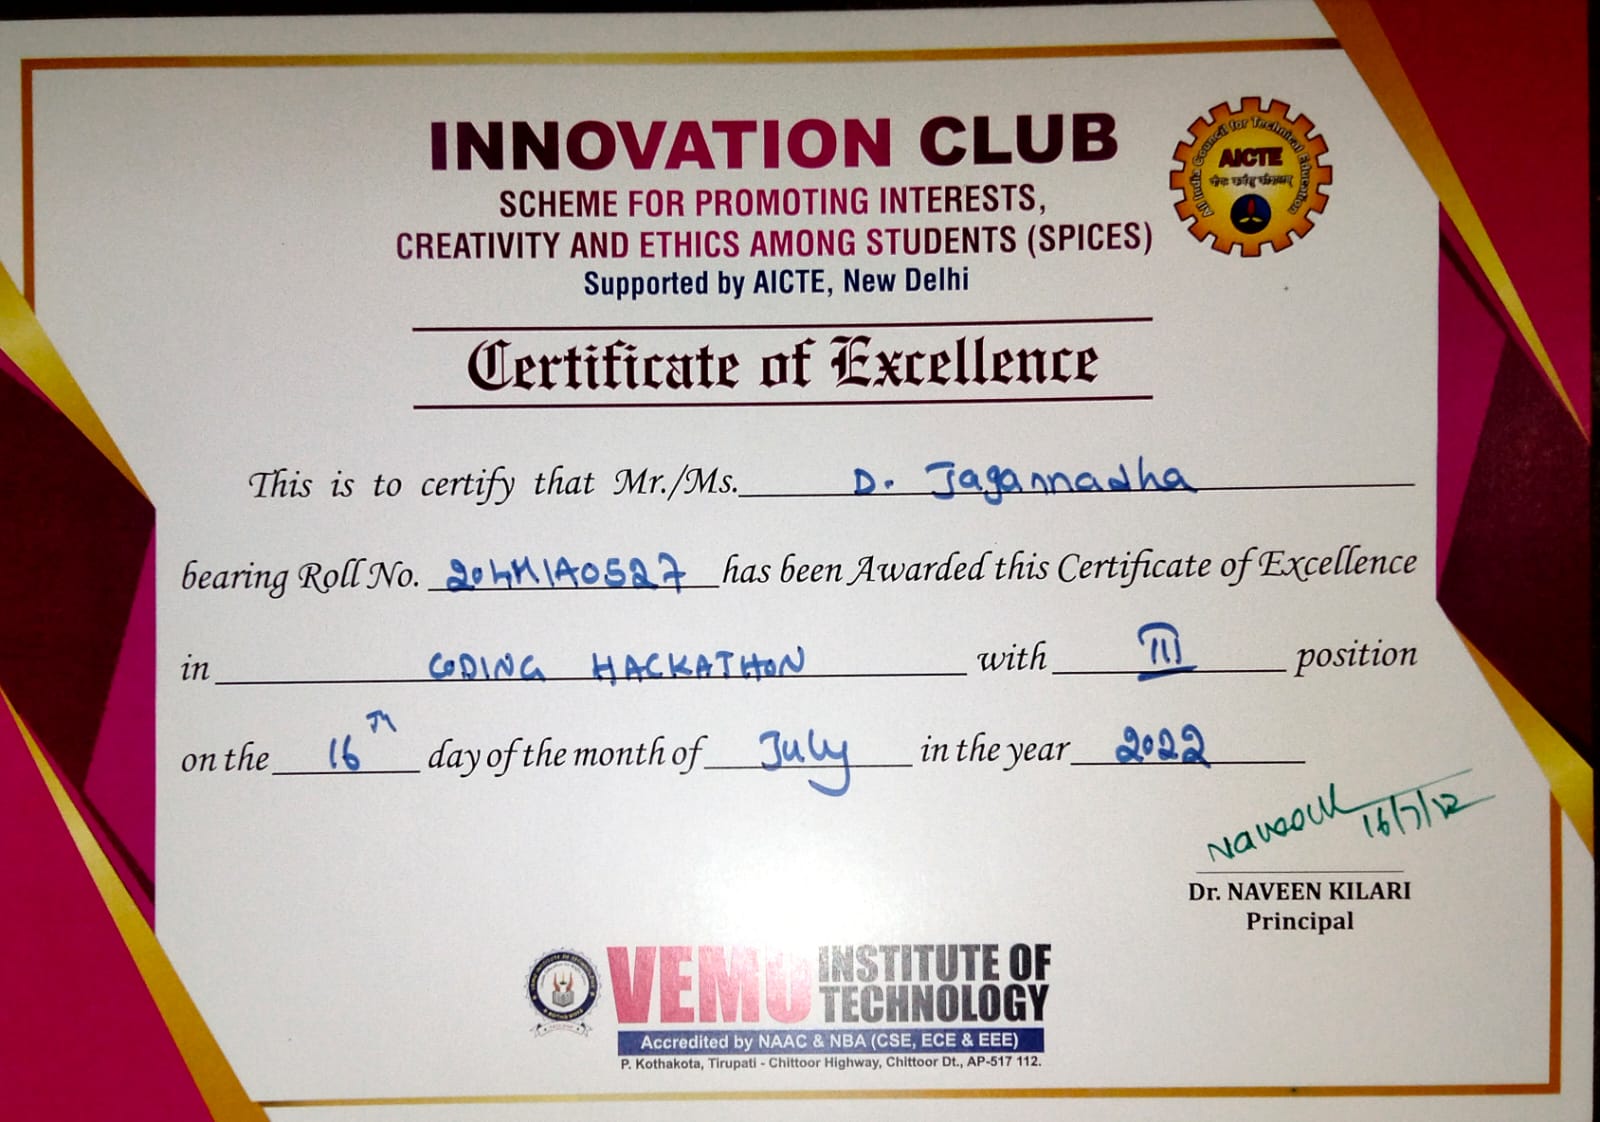 INNOVATION CLUB
SCHEME FOR PROMOTING INTERESTS,
CREATIVITY AND ETHICS AMONG STUDENTS (SPICES)
Supported by AICTE, New Delhi
All India Council for Technical Education
AICTE
Certificate of Excellence
This is to certify that Mr./Ms. D. Jagannadha
bearing Roll No. 204M1A0527 has been Awarded this Certificate of Excellence
in CODING HACKATHON with III position
on the 16TH day of the month of July in the year 2022
Naveen 16/7/22
Dr. NAVEEN KILARI
Principal
VEMU INSTITUTE OF
TECHNOLOGY
Accredited by NAAC & NBA (CSE, ECE & EEE)
P. Kothakota, Tirupati - Chittoor Highway, Chittoor Dt., AP-517 112.